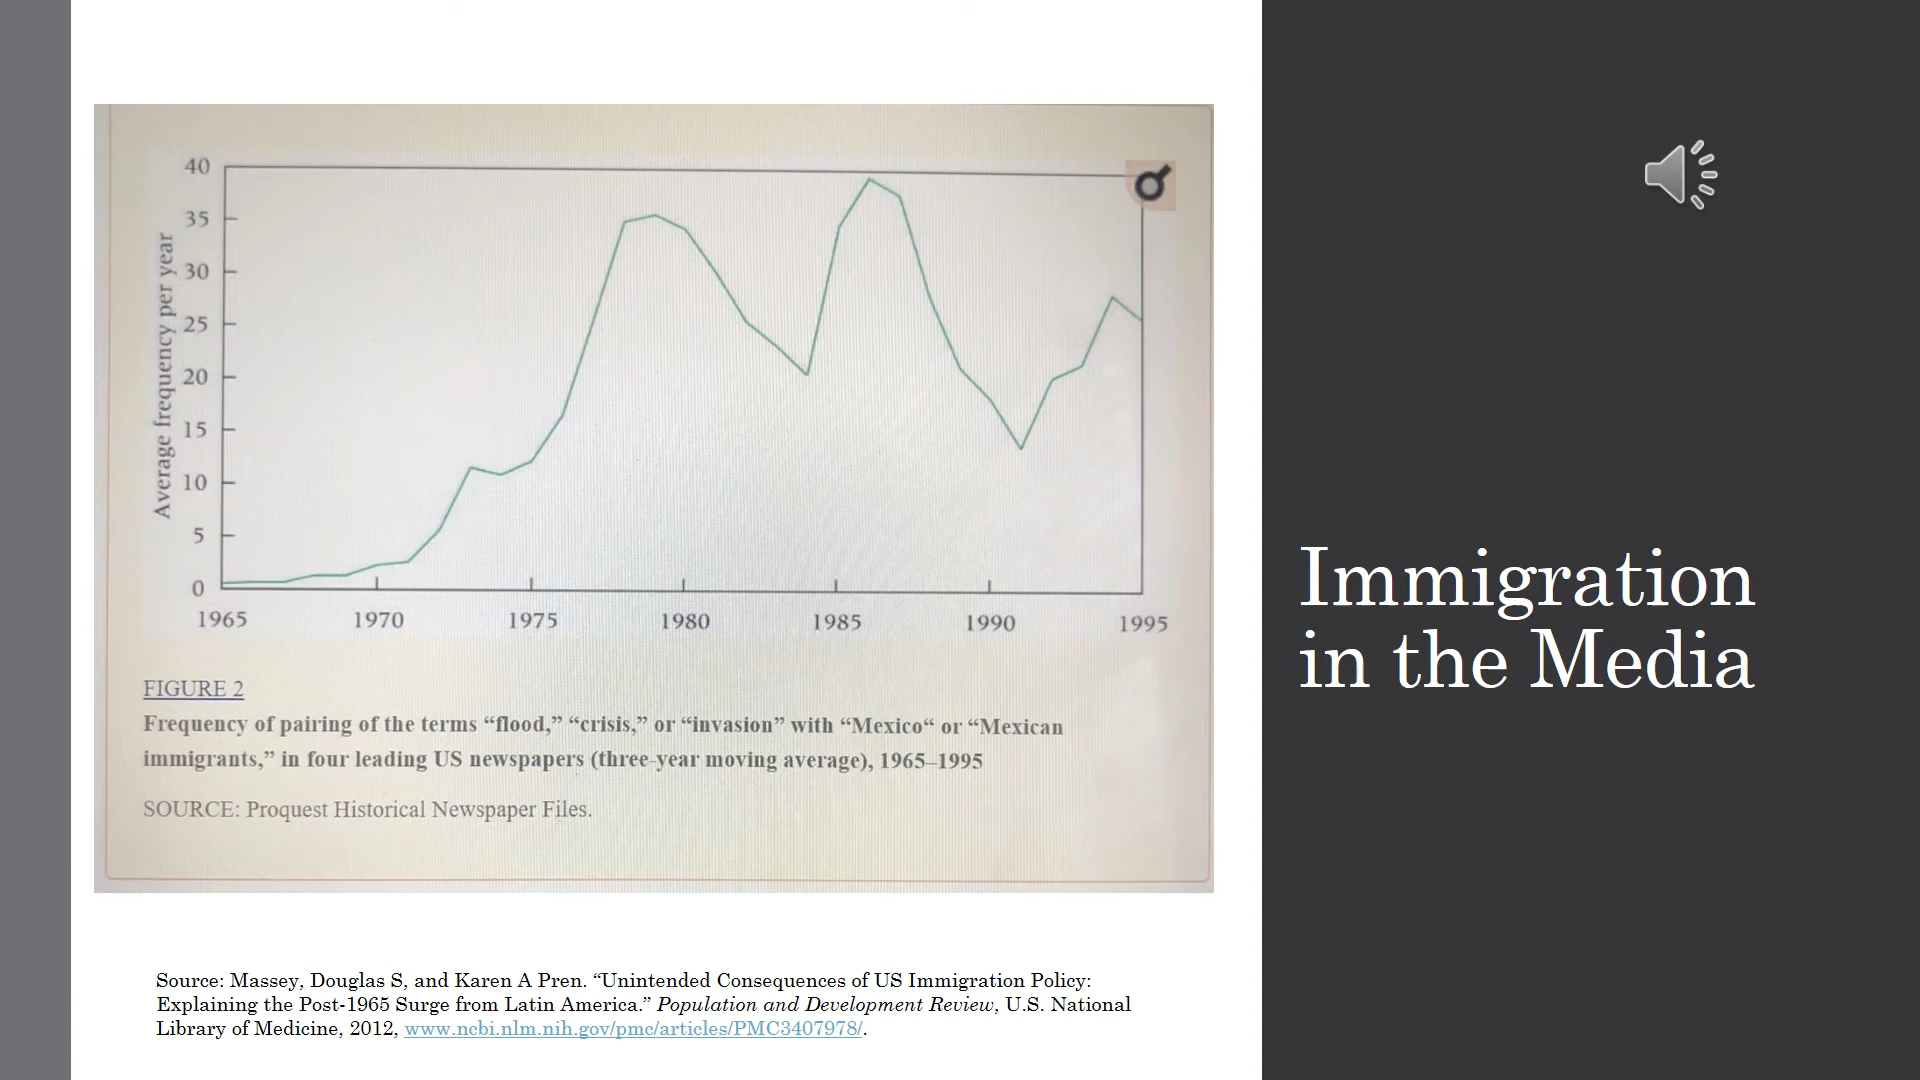 40
35
30
25
20
15
10
5
0
Average frequency per year
1965 1970 1975 1980 1985 1990 1995
FIGURE 2
Frequency of pairing of the terms “flood,” “crisis,” or “invasion” with “Mexico“ or “Mexican
immigrants,” in four leading US newspapers (three-year moving average), 1965–1995
SOURCE: Proquest Historical Newspaper Files.
Source: Massey, Douglas S, and Karen A Pren. “Unintended Consequences of US Immigration Policy:
Explaining the Post-1965 Surge from Latin America.” Population and Development Review, U.S. National
Library of Medicine, 2012, www.ncbi.nlm.nih.gov/pmc/articles/PMC3407978/.
Immigration
in the Media